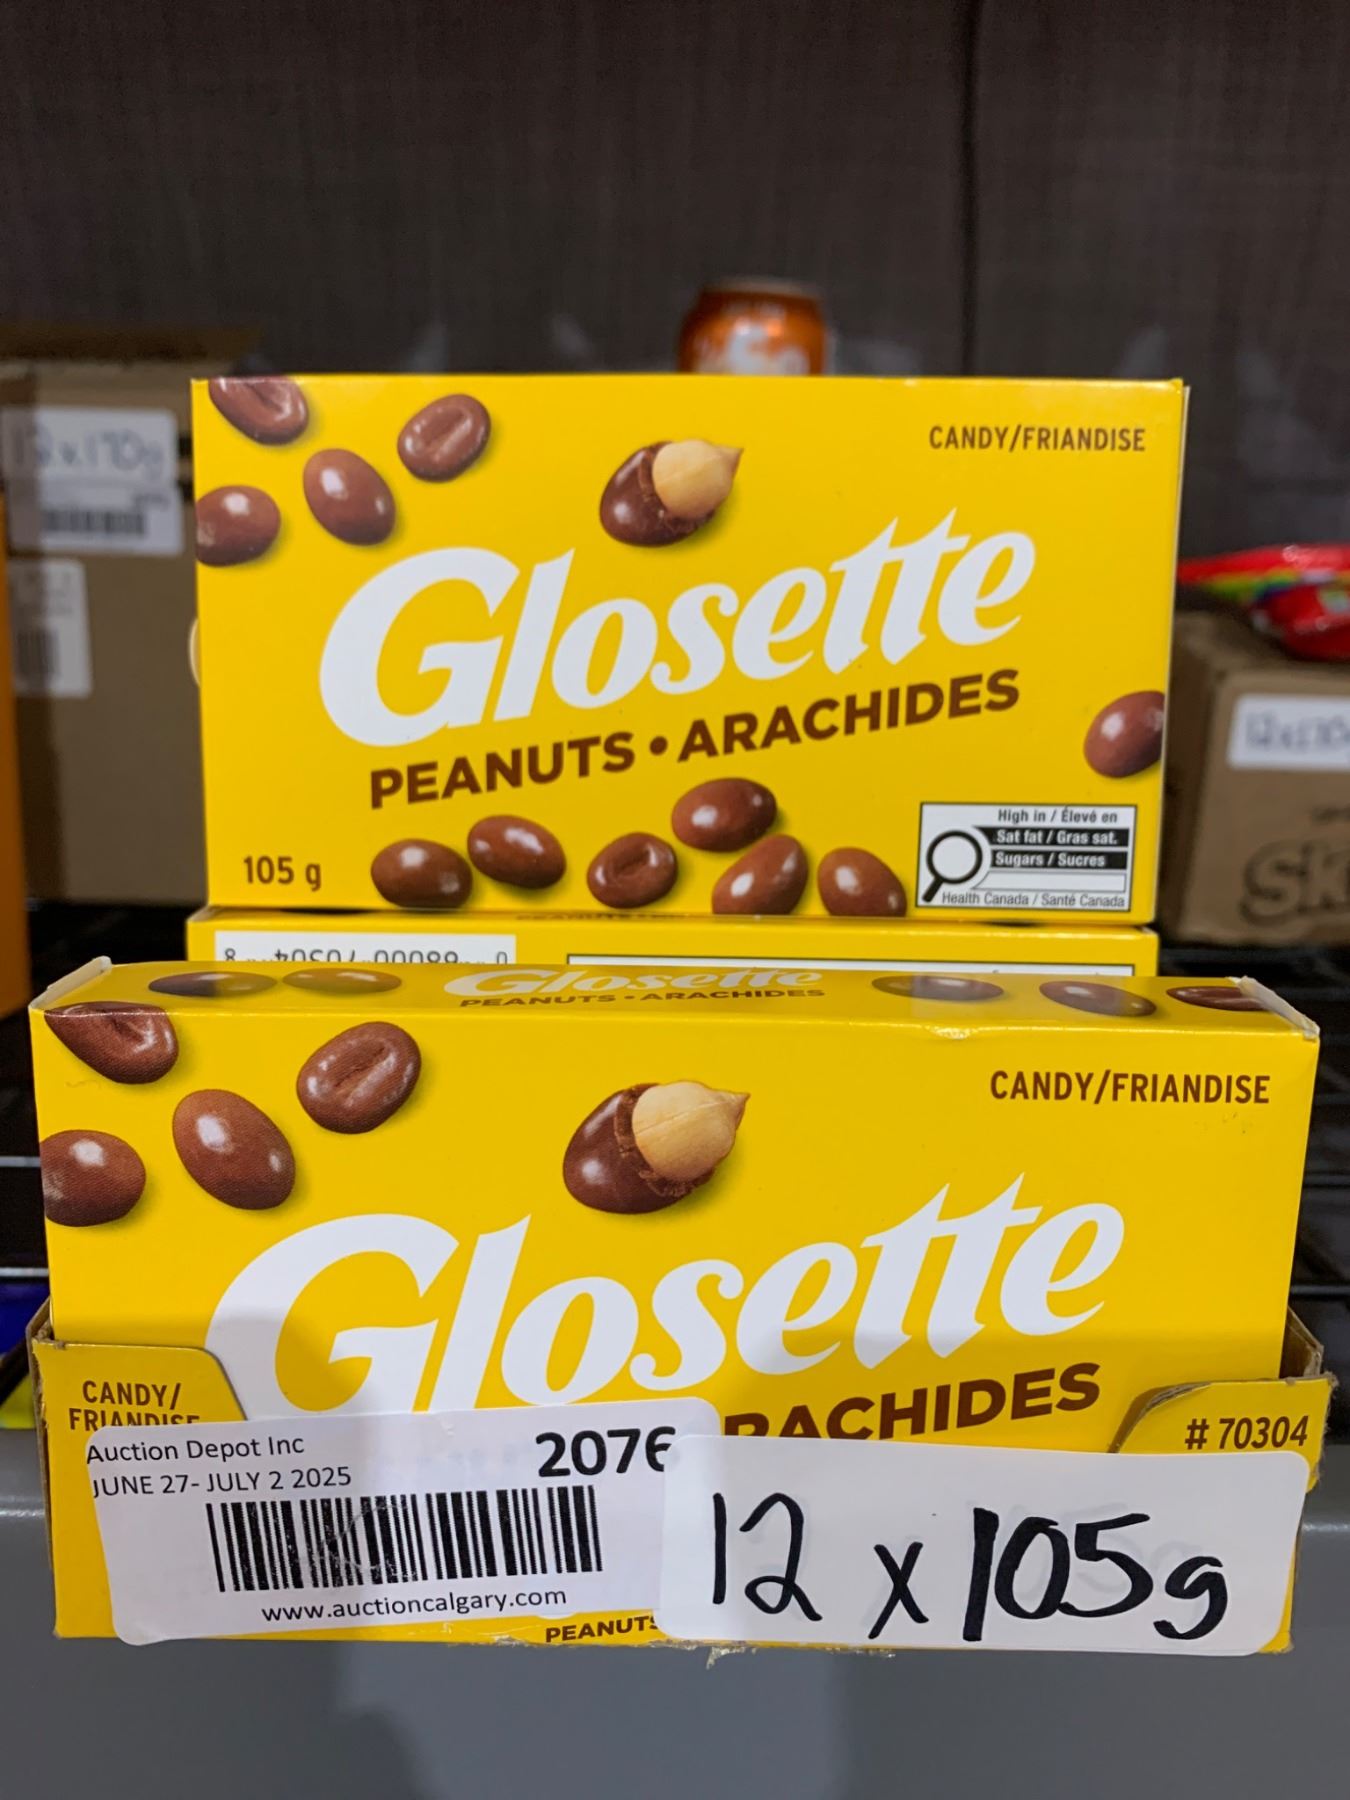 12x170g
CANDY/FRIANDISE
Glosette
PEANUTS • ARACHIDES
105 g
High in / Élevé en
Sat fat / Gras sat.
Sugars / Sucres
Health Canada / Santé Canada
Glosette
PEANUTS • ARACHIDES
CANDY/FRIANDISE
Glosette
ARACHIDES
CANDY/
FRIANDISE
# 70304
Auction Depot Inc
2076
JUNE 27- JULY 2 2025
www.auctioncalgary.com
PEANUTS
12 x 105g